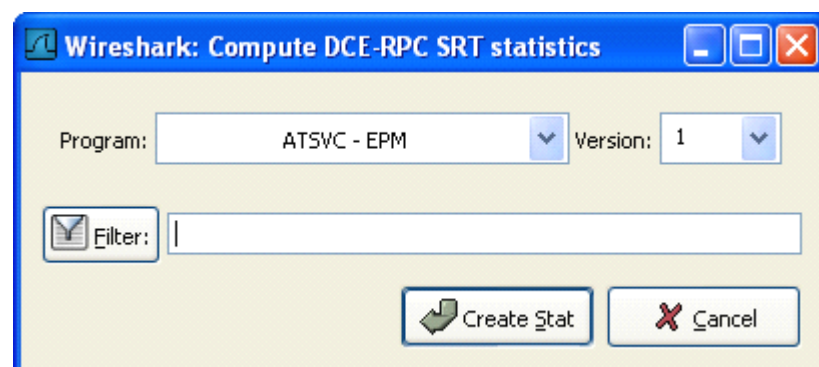 Wireshark: Compute DCE-RPC SRT statistics
Program: ATSVC - EPM Version: 1
Filter:
Create Stat Cancel